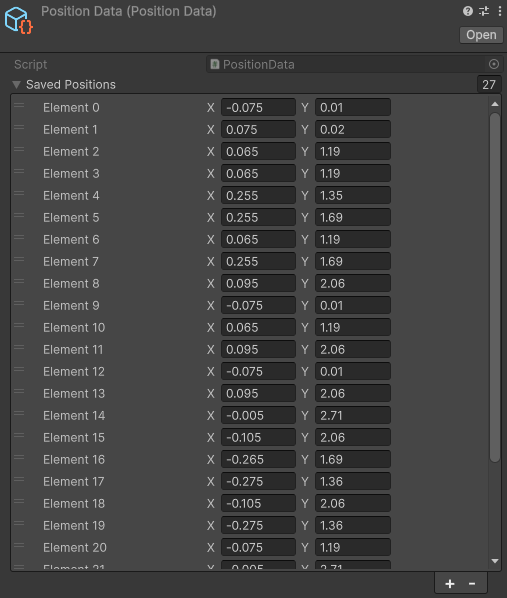 Position Data (Position Data)
Open
Script PositionData
Saved Positions 27
Element 0 X -0.075 Y 0.01
Element 1 X 0.075 Y 0.02
Element 2 X 0.065 Y 1.19
Element 3 X 0.065 Y 1.19
Element 4 X 0.255 Y 1.35
Element 5 X 0.255 Y 1.69
Element 6 X 0.065 Y 1.19
Element 7 X 0.255 Y 1.69
Element 8 X 0.095 Y 2.06
Element 9 X -0.075 Y 0.01
Element 10 X 0.065 Y 1.19
Element 11 X 0.095 Y 2.06
Element 12 X -0.075 Y 0.01
Element 13 X 0.095 Y 2.06
Element 14 X -0.005 Y 2.71
Element 15 X -0.105 Y 2.06
Element 16 X -0.265 Y 1.69
Element 17 X -0.275 Y 1.36
Element 18 X -0.105 Y 2.06
Element 19 X -0.275 Y 1.36
Element 20 X -0.075 Y 1.19
Element 21 X -0.005 Y 2.71